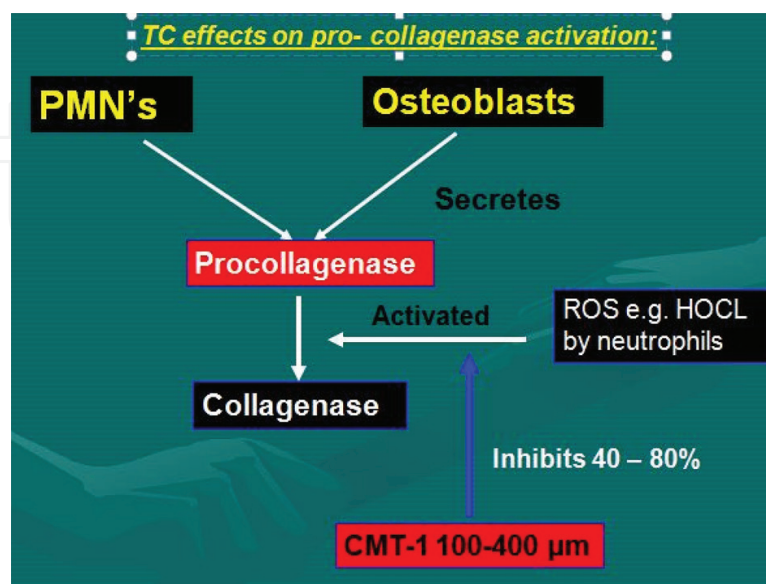 TC effects on pro- collagenase activation:
PMN's
Osteoblasts
Secretes
Procollagenase
Activated
ROS e.g. HOCL
by neutrophils
Collagenase
Inhibits 40 – 80%
CMT-1 100-400 µm